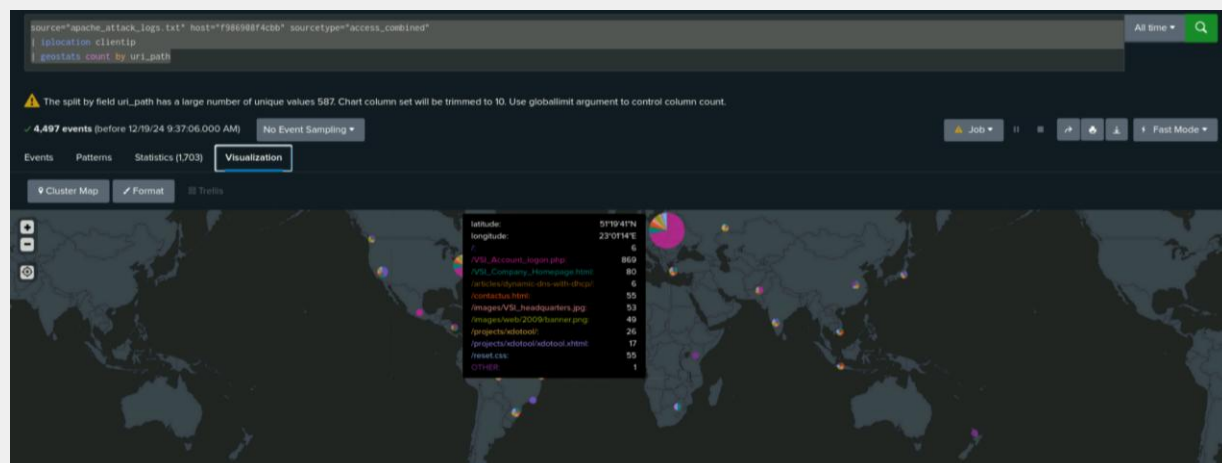 source="apache_attack_logs.txt" host="f986908f4cbb" sourcetype="access_combined"
| iplocation clientip
| geostats count by uri_path
All time
The split by field uri_path has a large number of unique values 587. Chart column set will be trimmed to 10. Use globallimit argument to control column count.
✓ 4,497 events (before 12/19/24 9:37:06.000 AM) No Event Sampling
Job Fast Mode
Events Patterns Statistics (1,703) Visualization
Cluster Map Format Trellis
latitude: 51°19'41"N
longitude: 23°01'14"E
/: 6
/VSI_Account_logon.php: 869
/VSI_Company_Homepage.html: 80
/articles/dynamic-dns-with-dhcp/: 6
/contactus.html: 55
/images/VSI_headquarters.jpg: 53
/images/web/2009/banner.png: 49
/projects/xdotool/: 26
/projects/xdotool/xdotool.xhtml: 17
/reset.css: 55
OTHER: 1